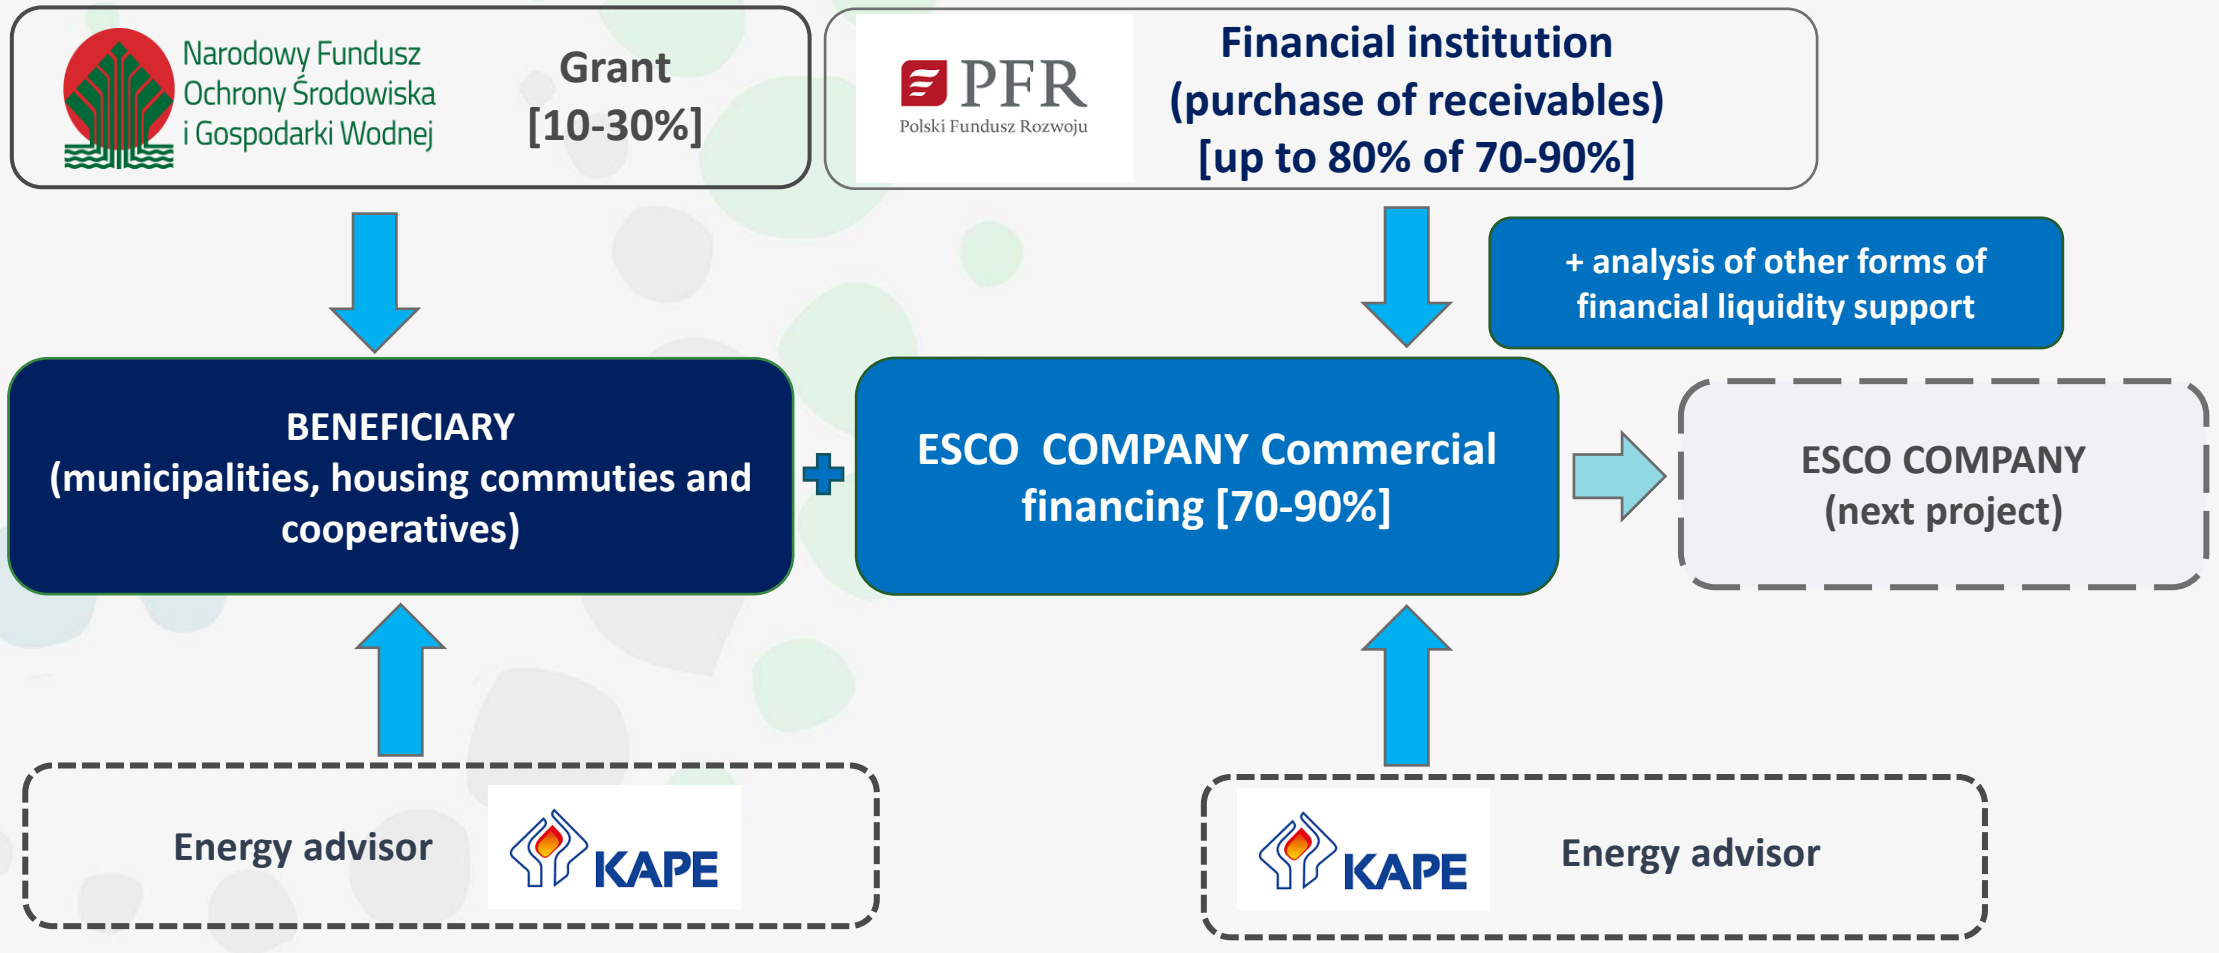 Narodowy Fundusz
Ochrony Środowiska
i Gospodarki Wodnej
Grant
[10-30%]
PFR
Polski Fundusz Rozwoju
Financial institution
(purchase of receivables)
[up to 80% of 70-90%]
+ analysis of other forms of
financial liquidity support
BENEFICIARY
(municipalities, housing commuties and
cooperatives)
ESCO COMPANY Commercial
financing [70-90%]
ESCO COMPANY
(next project)
Energy advisor
KAPE
KAPE
Energy advisor